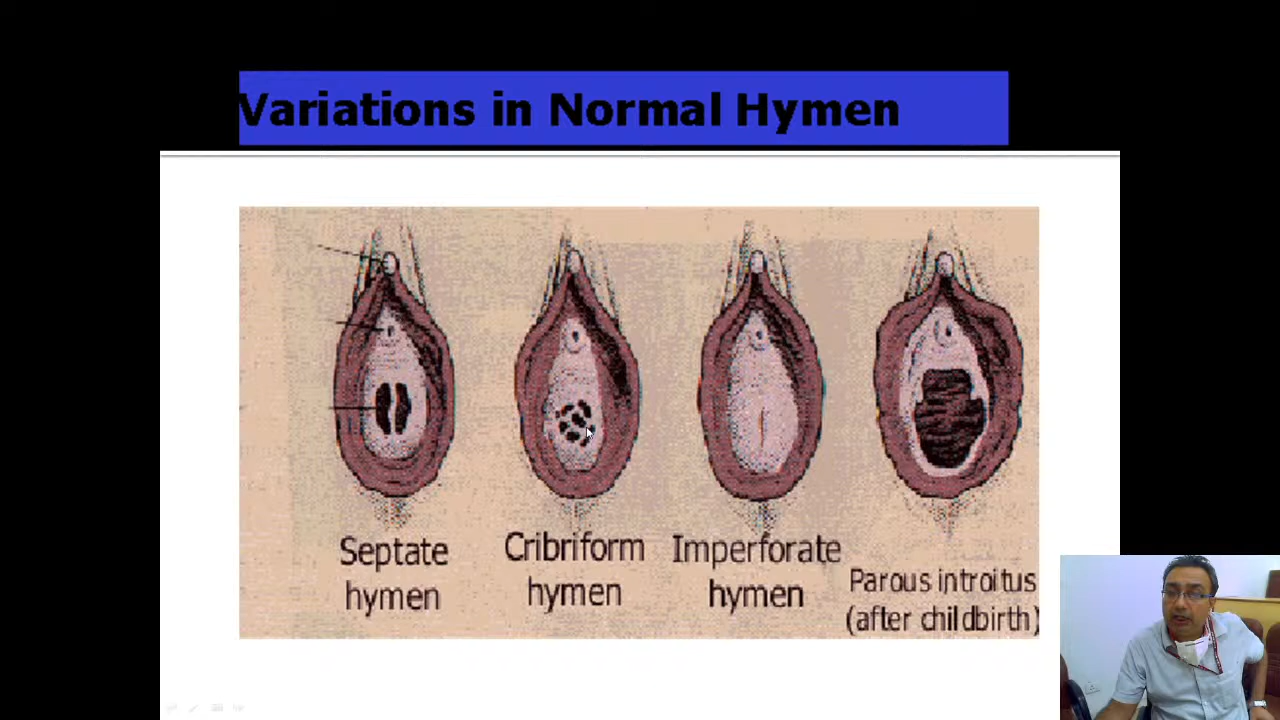 Variations in Normal Hymen
Septate
hymen
Cribriform
hymen
Imperforate
hymen
Parous introitus
(after childbirth)